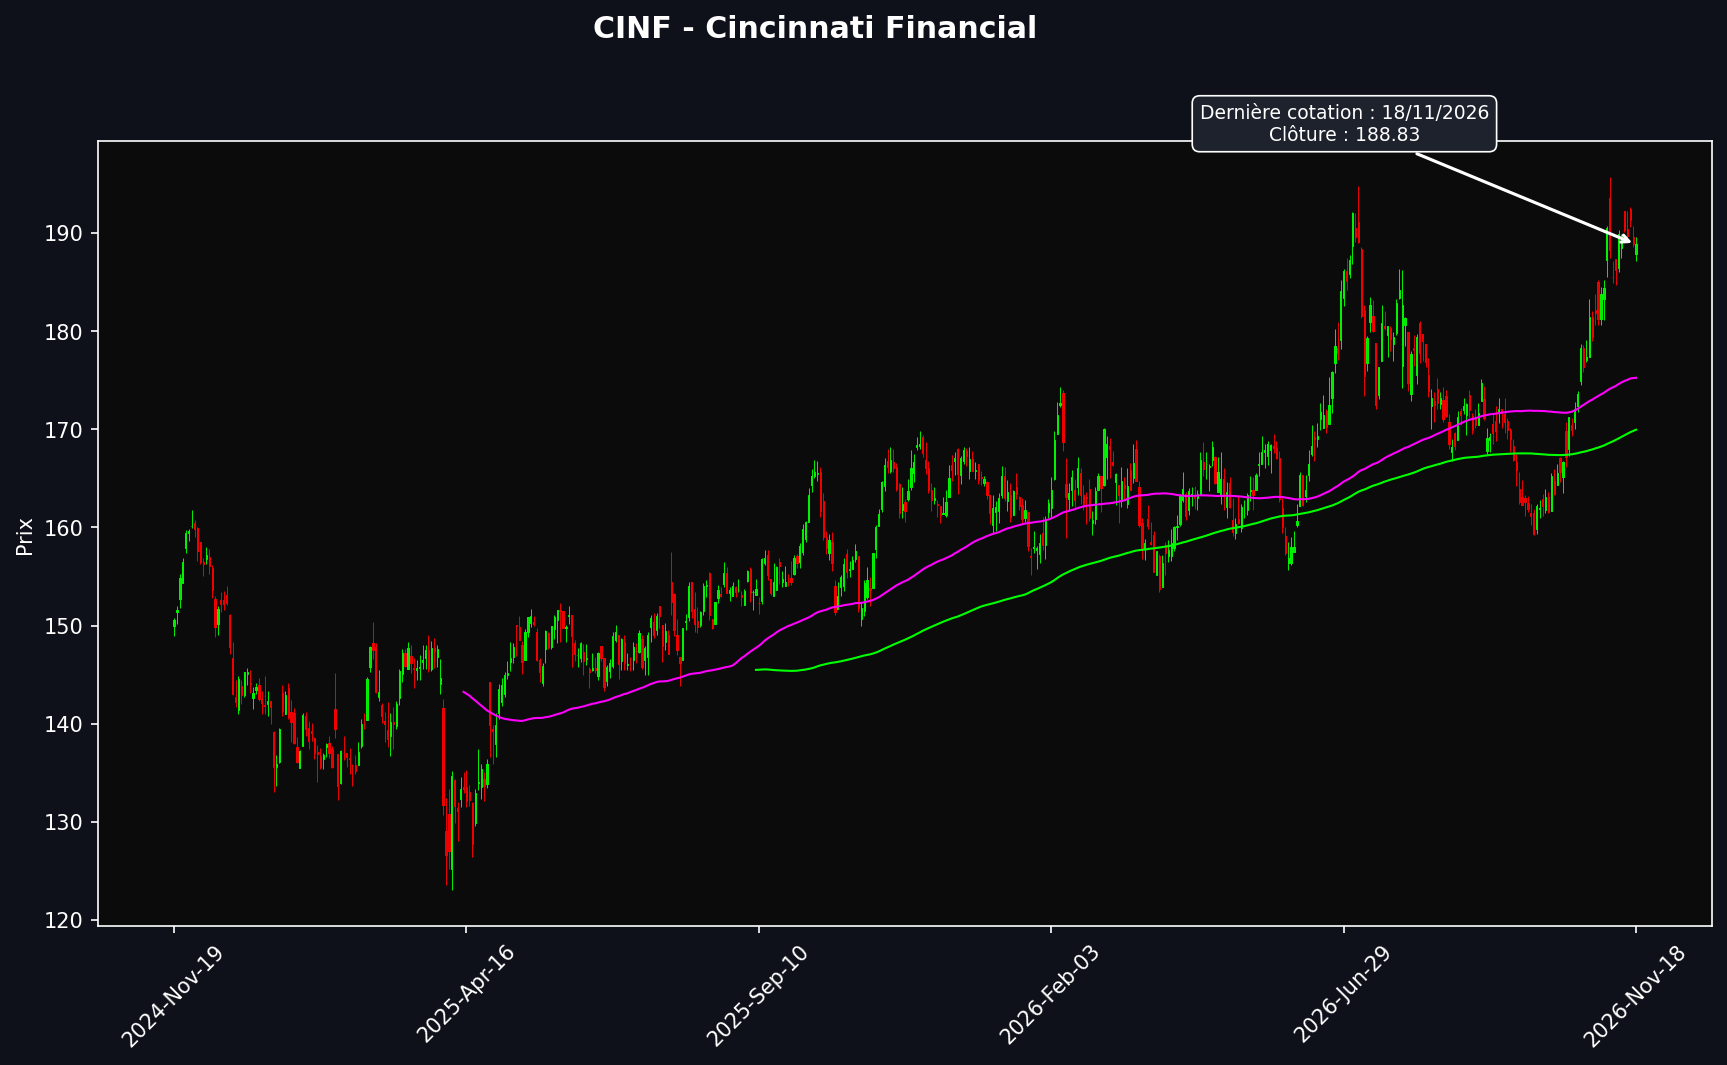 CINF - Cincinnati Financial
Dernière cotation : 18/11/2026
Clôture : 188.83
Prix
190
180
170
160
150
140
130
120
2024-Nov-19
2025-Apr-16
2025-Sep-10
2026-Feb-03
2026-Jun-29
2026-Nov-18